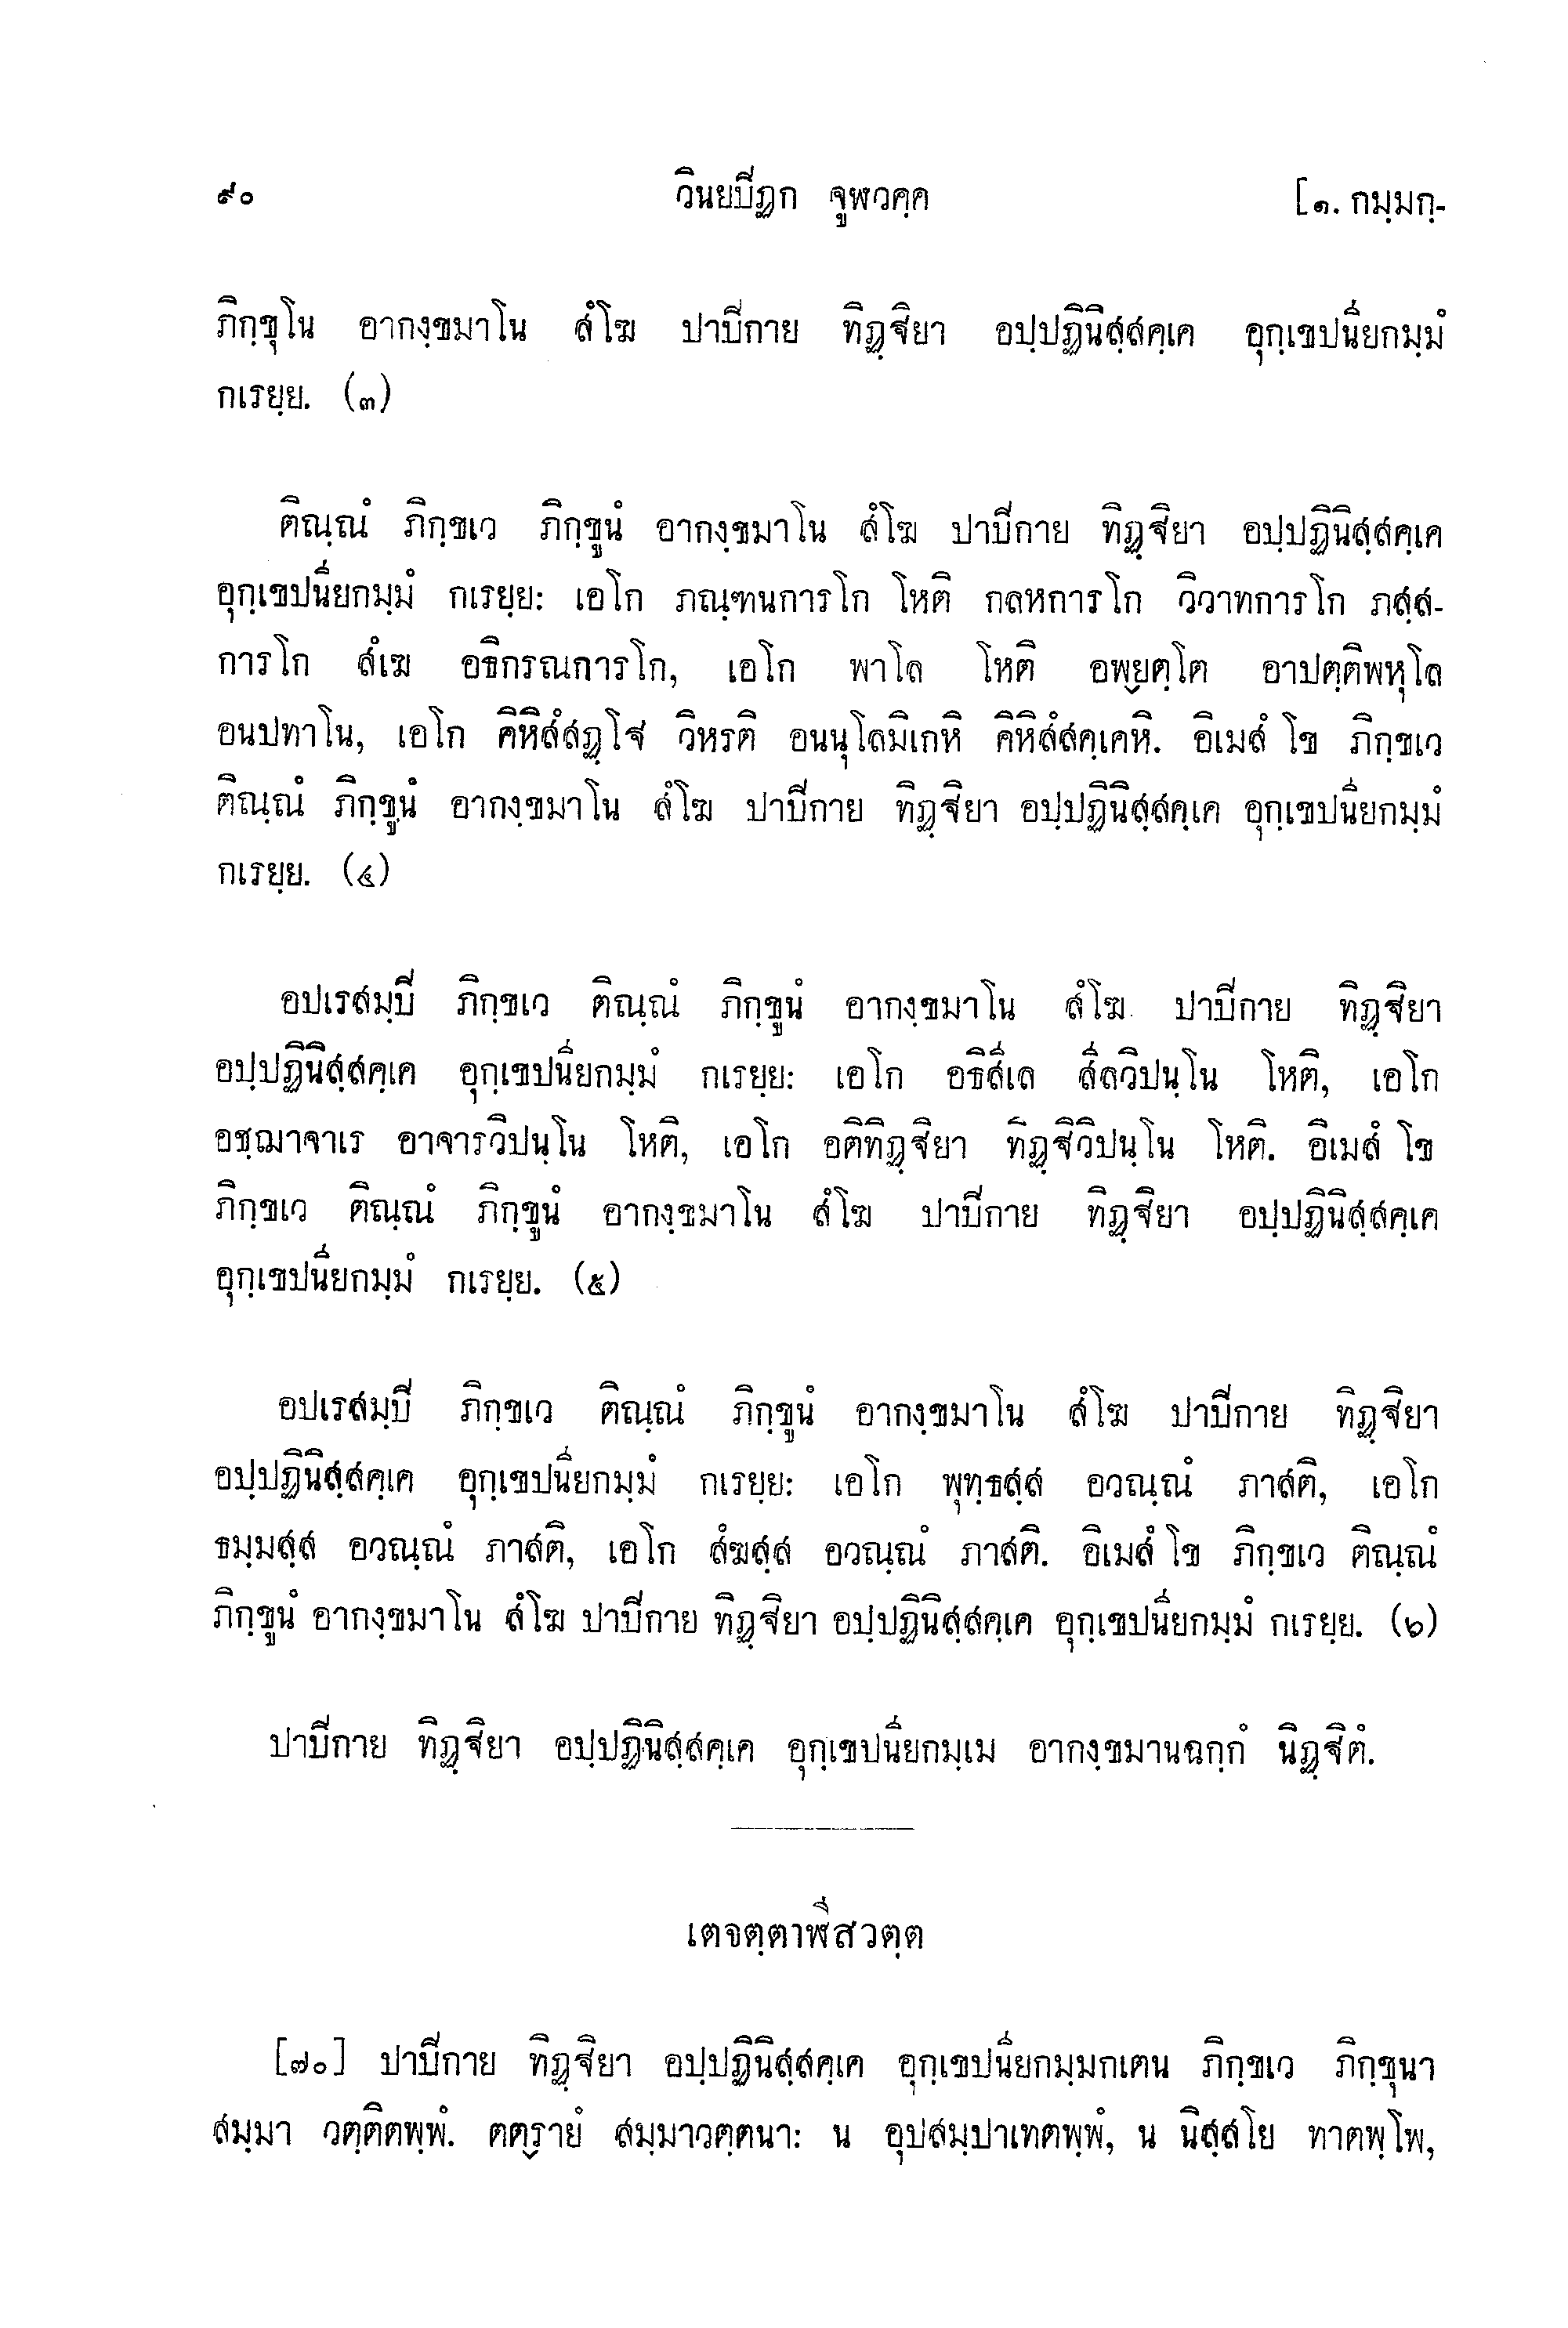 ๙๐ วินยปิฏก จูฬวคฺค [๑. กมฺมกฺ-
ภิกฺขุโน อากงฺขมาโน สํโฆ ปาปิกาย ทิฏฺฐิยา อปฺปฏินิสฺสคฺเค อุกฺเขปนียกมฺมํ
กเรยฺย. (๓)
ติณฺณํ ภิกฺขเว ภิกฺขูนํ อากงฺขมาโน สํโฆ ปาปิกาย ทิฏฺฐิยา อปฺปฏินิสฺสคฺเค
อุกฺเขปนียกมฺมํ กเรยฺย: เอโก ภณฺฑนการโก โหติ กลหการโก วิวาทการโก ภสฺส-
การโก สํเฆ อธิกรณการโก, เอโก พาโล โหติ อพ๎ยตฺโต อาปตฺติพหุโล
อนปทาโน, เอโก คิหิสํสฏฺโฐ วิหรติ อนนุโลมิเกหิ คิหิสํสคฺเคหิ. อิเมสํ โข ภิกฺขเว
ติณฺณํ ภิกฺขูนํ อากงฺขมาโน สํโฆ ปาปิกาย ทิฏฺฐิยา อปฺปฏินิสฺสคฺเค อุกฺเขปนียกมฺมํ
กเรยฺย. (๔)
อปเรสมฺปิ ภิกฺขเว ติณฺณํ ภิกฺขูนํ อากงฺขมาโน สํโฆ ปาปิกาย ทิฏฺฐิยา
อปฺปฏินิสฺสคฺเค อุกฺเขปนียกมฺมํ กเรยฺย: เอโก อธิสีเล สีลวิปนฺโน โหติ, เอโก
อชฺฌาจาเร อาจารวิปนฺโน โหติ, เอโก อติทิฏฺฐิยา ทิฏฺฐิวิปนฺโน โหติ. อิเมสํ โข
ภิกฺขเว ติณฺณํ ภิกฺขูนํ อากงฺขมาโน สํโฆ ปาปิกาย ทิฏฺฐิยา อปฺปฏินิสฺสคฺเค
อุกฺเขปนียกมฺมํ กเรยฺย. (๕)
อปเรสมฺปิ ภิกฺขเว ติณฺณํ ภิกฺขูนํ อากงฺขมาโน สํโฆ ปาปิกาย ทิฏฺฐิยา
อปฺปฏินิสฺสคฺเค อุกฺเขปนียกมฺมํ กเรยฺย: เอโก พุทฺธสฺส อวณฺณํ ภาสติ, เอโก
ธมฺมสฺส อวณฺณํ ภาสติ, เอโก สํฆสฺส อวณฺณํ ภาสติ. อิเมสํ โข ภิกฺขเว ติณฺณํ
ภิกฺขูนํ อากงฺขมาโน สํโฆ ปาปิกาย ทิฏฺฐิยา อปฺปฏินิสฺสคฺเค อุกฺเขปนียกมฺมํ กเรยฺย. (๖)
ปาปิกาย ทิฏฺฐิยา อปฺปฏินิสฺสคฺเค อุกฺเขปนียกมฺเม อากงฺขมานฉกฺกํ นิฏฺฐิตํ.
เตจตฺตาฬีสวตฺต
[๗๐] ปาปิกาย ทิฏฺฐิยา อปฺปฏินิสฺสคฺเค อุกฺเขปนียกมฺมกเตน ภิกฺขเว ภิกฺขุนา
สมฺมา วตฺติตพฺพํ. ตต๎รายํ สมฺมาวตฺตนา: น อุปสมฺปาเทตพฺพํ, น นิสฺสโย ทาตพฺโพ,